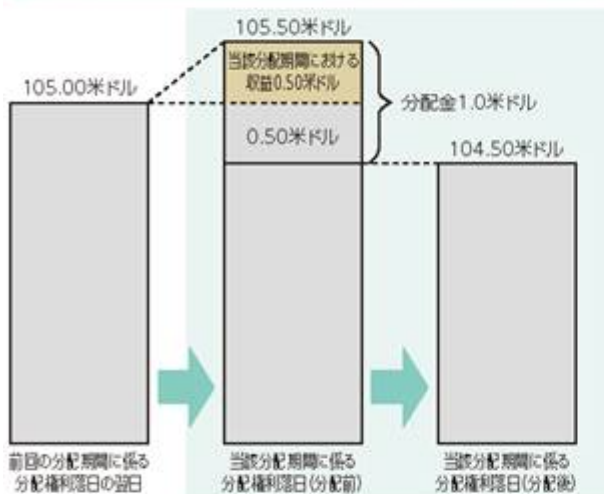 105.50米ドル
当該分配期間における
収益0.50米ドル
105.00米ドル
分配金1.0米ドル
0.50米ドル
104.50米ドル
前回の分配期間に係る
分配権利落日の翌日
当該分配期間に係る
分配権利落日(分配前)
当該分配期間に係る
分配権利落日(分配後)